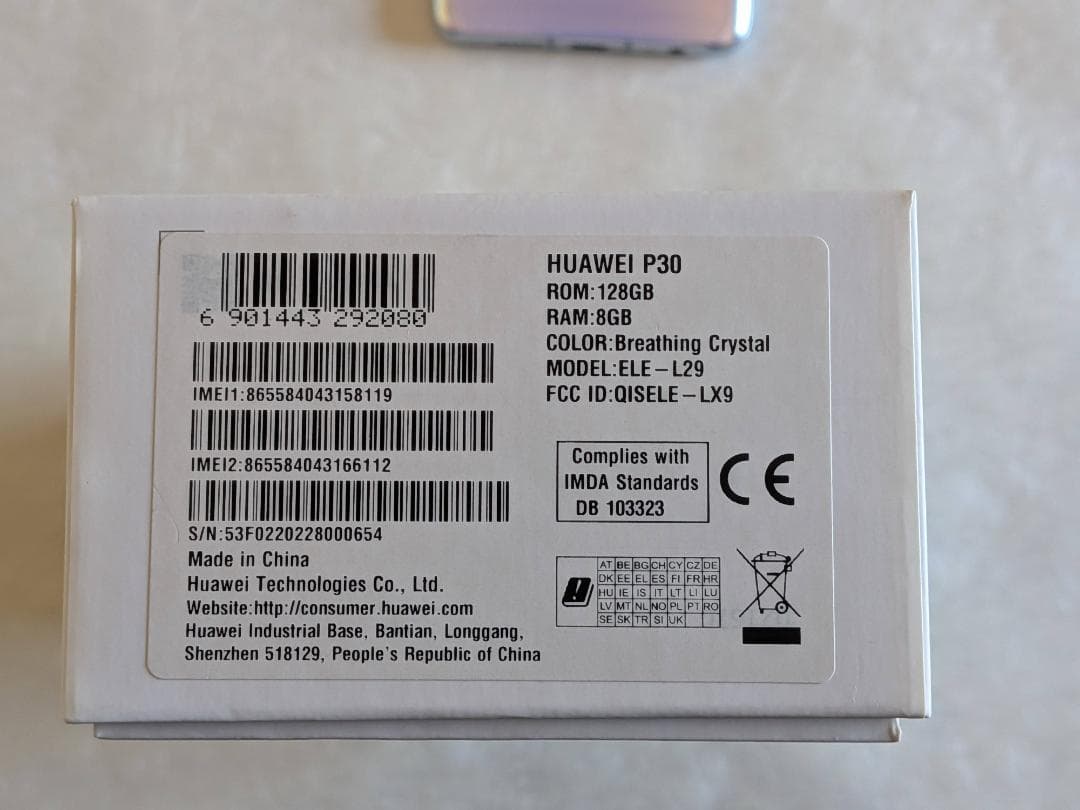 6 901443 292080
IMEI1:865584043158119
IMEI2:865584043166112
S/N:53F0220228000654
Made in China
Huawei Technologies Co., Ltd.
Website:http://consumer.huawei.com
Huawei Industrial Base, Bantian, Longgang,
Shenzhen 518129, People's Republic of China
HUAWEI P30
ROM:128GB
RAM:8GB
COLOR:Breathing Crystal
MODEL:ELE-L29
FCC ID:QISELE-LX9
Complies with
IMDA Standards
DB 103323
CE
AT BE BG CH CY CZ DE
DK EE EL ES FI FR HR
HU IE IS IT LT LI LU
LV MT NL NO PL PT RO
SE SK TR SI UK